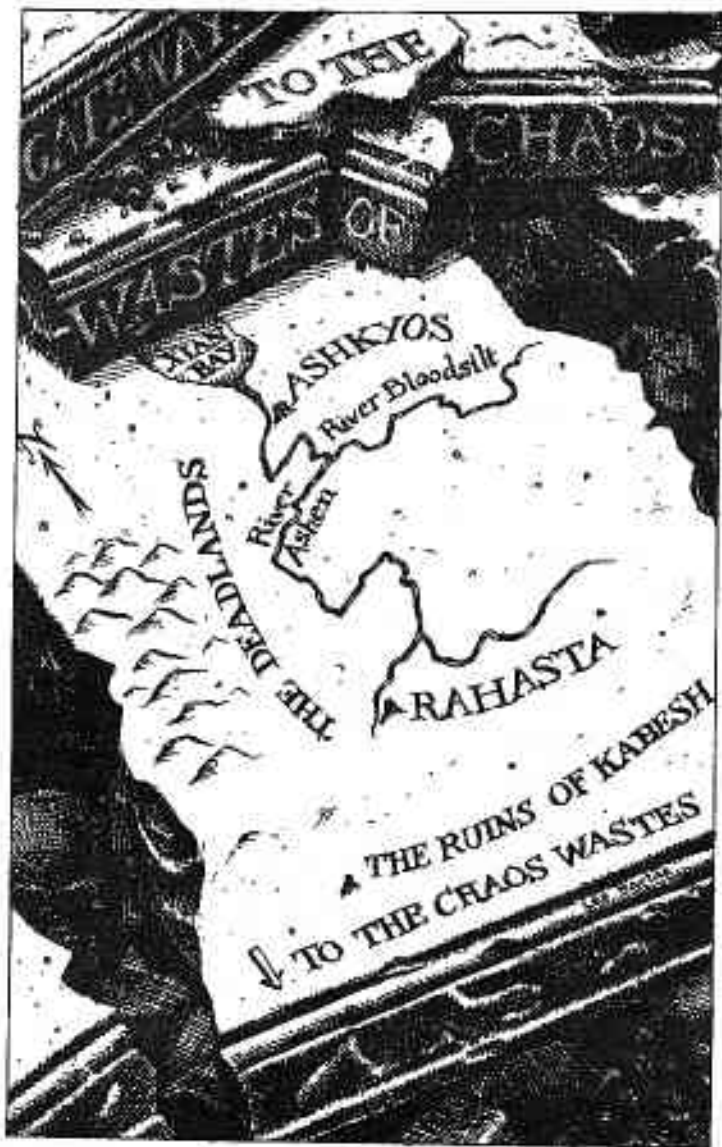 GATEWAY
TO THE
WASTES OF
CHAOS
XIAN
BAY
ASHKYOS
River Bloodsilt
River
Ashen
THE DEADLANDS
RAHASTA
THE RUINS OF KABESH
TO THE CHAOS WASTES